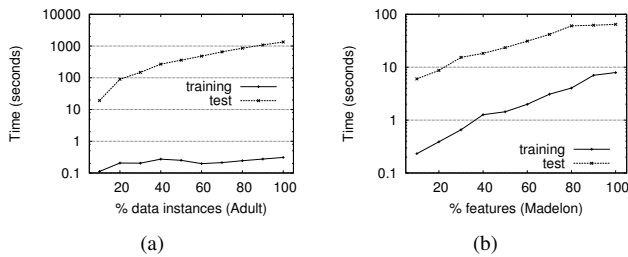 10000
1000
100
10
1
0.1
Time (seconds)
training
test
20 40 60 80 100
% data instances (Adult)
(a)
100
10
1
0.1
Time (seconds)
training
test
20 40 60 80 100
% features (Madelon)
(b)